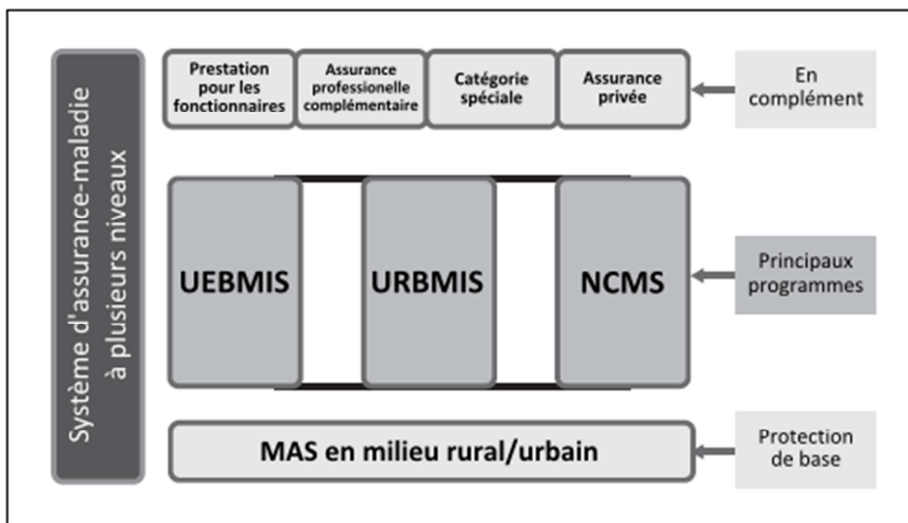 Système d'assurance-maladie
à plusieurs niveaux
Prestation
pour les
fonctionnaires
Assurance
professionelle
complémentaire
Catégorie
spéciale
Assurance
privée
En
complément
UEBMIS
URBMIS
NCMS
Principaux
programmes
MAS en milieu rural/urbain
Protection
de base